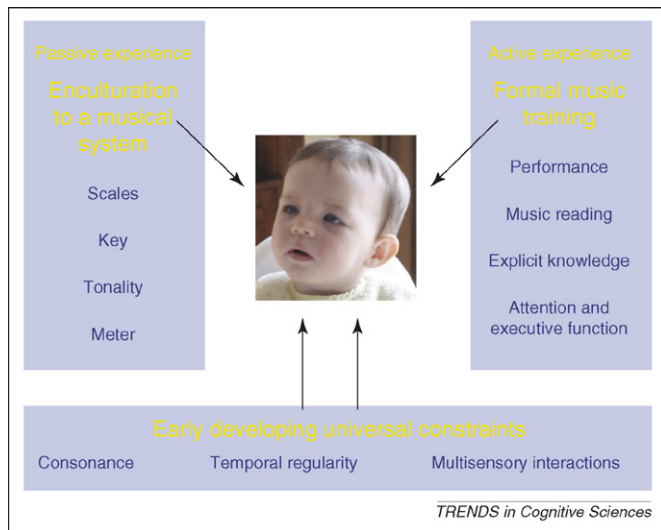 Passive experience
Enculturation
to a musical
system
Scales
Key
Tonality
Meter
Active experience
Formal music
training
Performance
Music reading
Explicit knowledge
Attention and
executive function
Early developing universal constraints
Consonance Temporal regularity Multisensory interactions
TRENDS in Cognitive Sciences